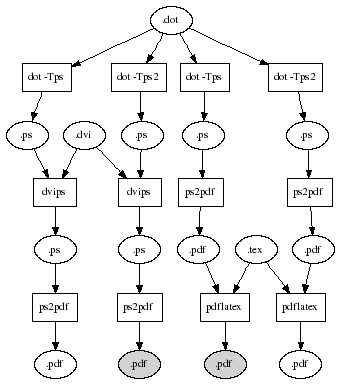 .dot
dot -Tps dot -Tps2 dot -Tps dot -Tps2
.ps .dvi .ps .ps .ps
dvips dvips ps2pdf ps2pdf
.ps .ps .pdf .tex .pdf
ps2pdf ps2pdf pdflatex pdflatex
.pdf .pdf .pdf .pdf